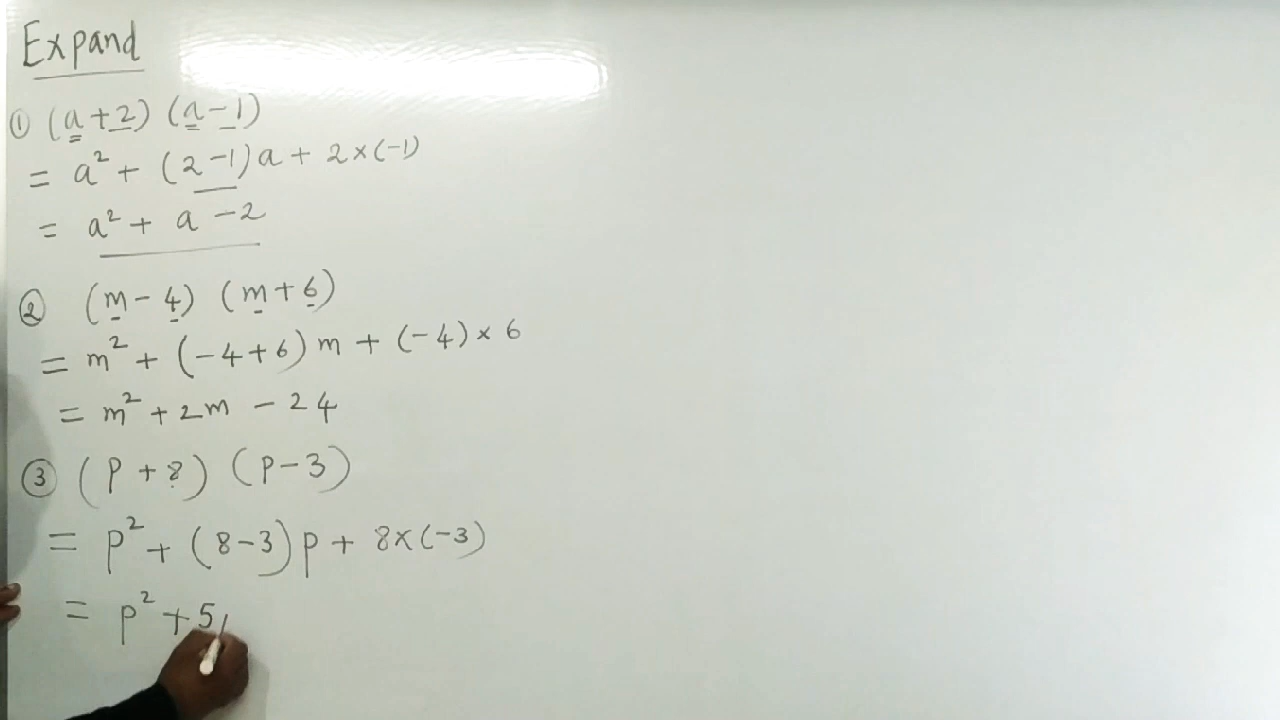 Expand
① (a+2) (a-1)
= a² + (2-1)a + 2×(-1)
= a² + a -2
② (m-4) (m+6)
= m² + (-4+6)m + (-4)×6
= m² + 2m - 24
③ (p+8) (p-3)
= p² + (8-3)p + 8×(-3)
= p² + 5